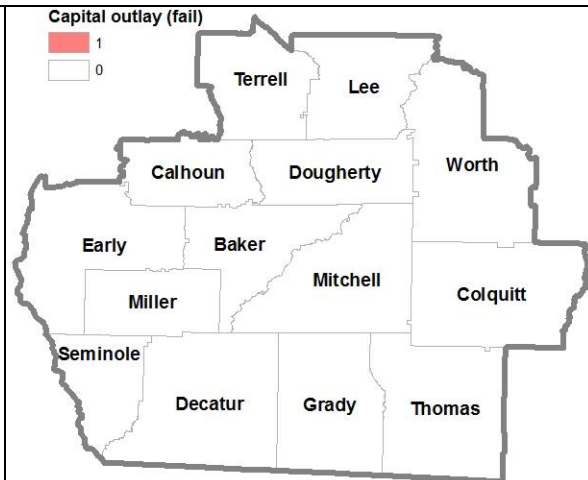 Capital outlay (fail)
1
0
Terrell
Lee
Calhoun
Dougherty
Worth
Early
Baker
Mitchell
Miller
Colquitt
Seminole
Decatur
Grady
Thomas